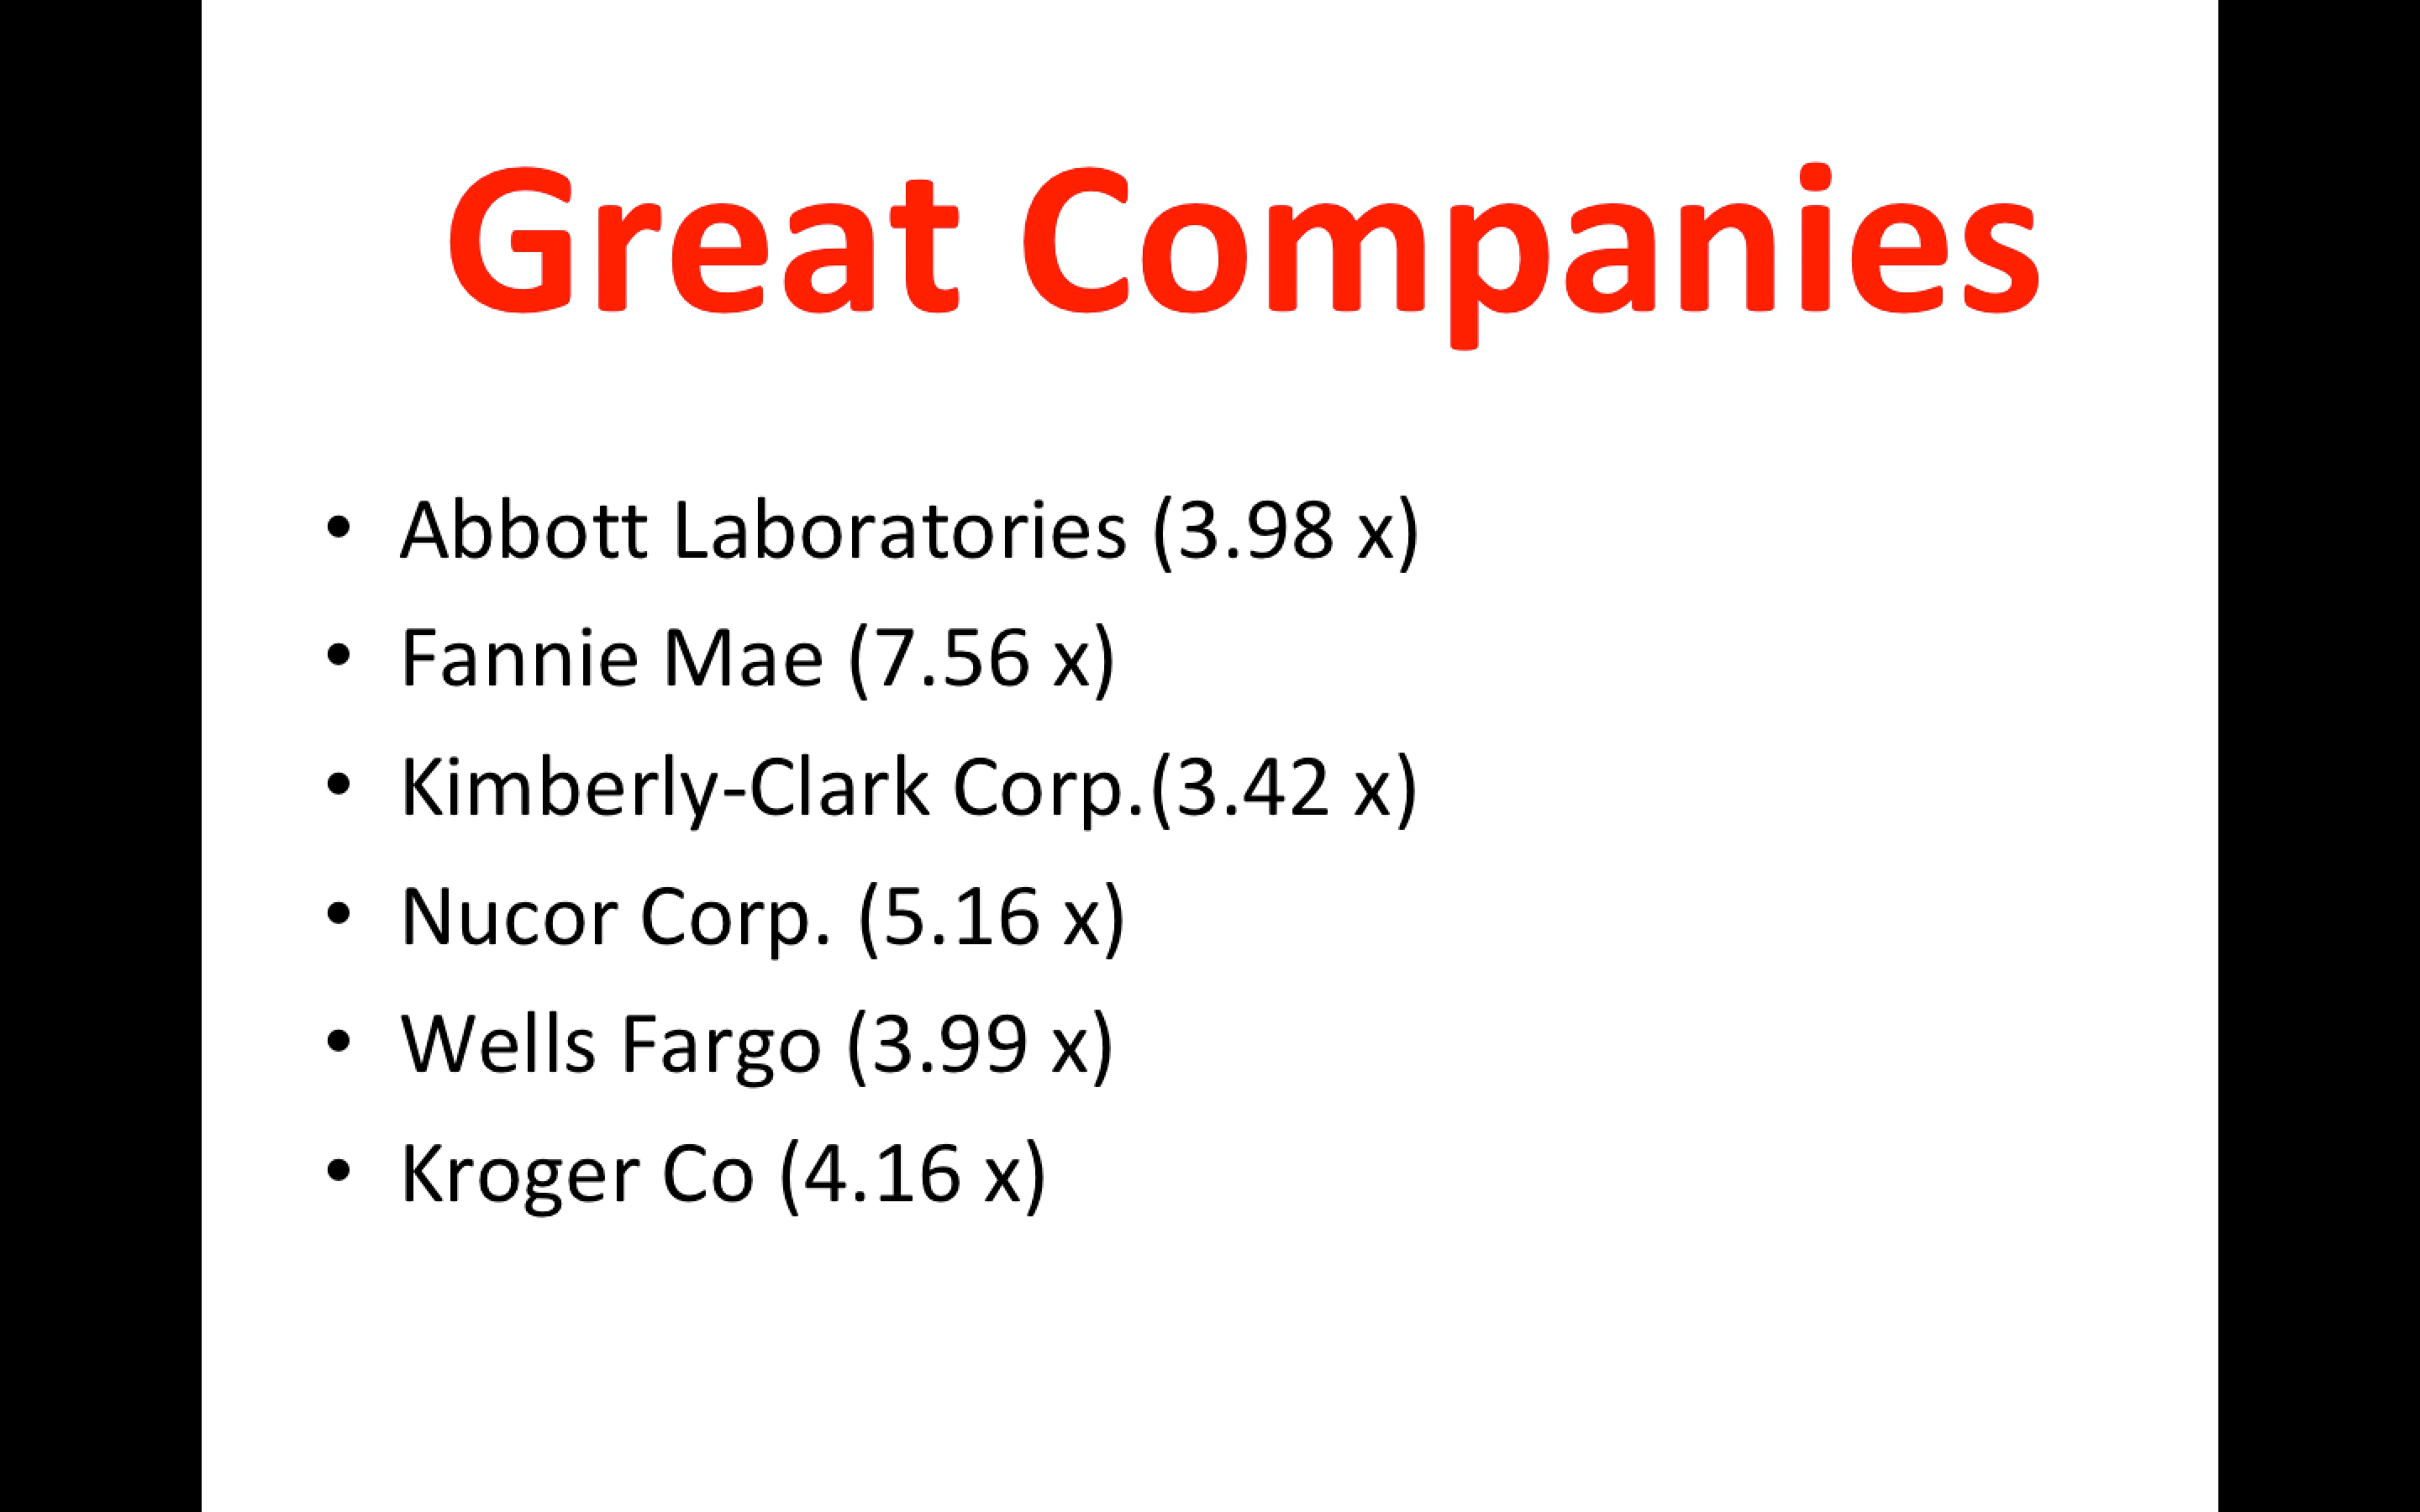 Great Companies
• Abbott Laboratories (3.98 x)
• Fannie Mae (7.56 x)
• Kimberly-Clark Corp.(3.42 x)
• Nucor Corp. (5.16 x)
• Wells Fargo (3.99 x)
• Kroger Co (4.16 x)